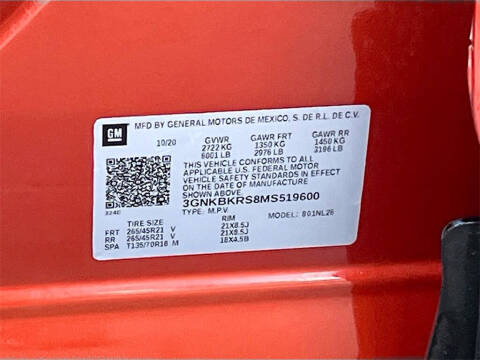 GM MFD BY GENERAL MOTORS DE MEXICO, S. DE R.L. DE C.V.
10/20 GVWR GAWR FRT GAWR RR
2722 KG 1350 KG 1450 KG
6001 LB 2976 LB 3196 LB
THIS VEHICLE CONFORMS TO ALL
APPLICABLE U.S. FEDERAL MOTOR
VEHICLE SAFETY STANDARDS IN EFFECT
ON THE DATE OF MANUFACTURE SHOWN ABOVE.
3GNKBKRS8MS519600
TYPE: M.P.V. MODEL:
TIRE SIZE RIM
FRT 265/45R21 V 21X8.5J
RR 265/45R21 V 21X8.5J
SPA T135/70R18 M 18X4.5B